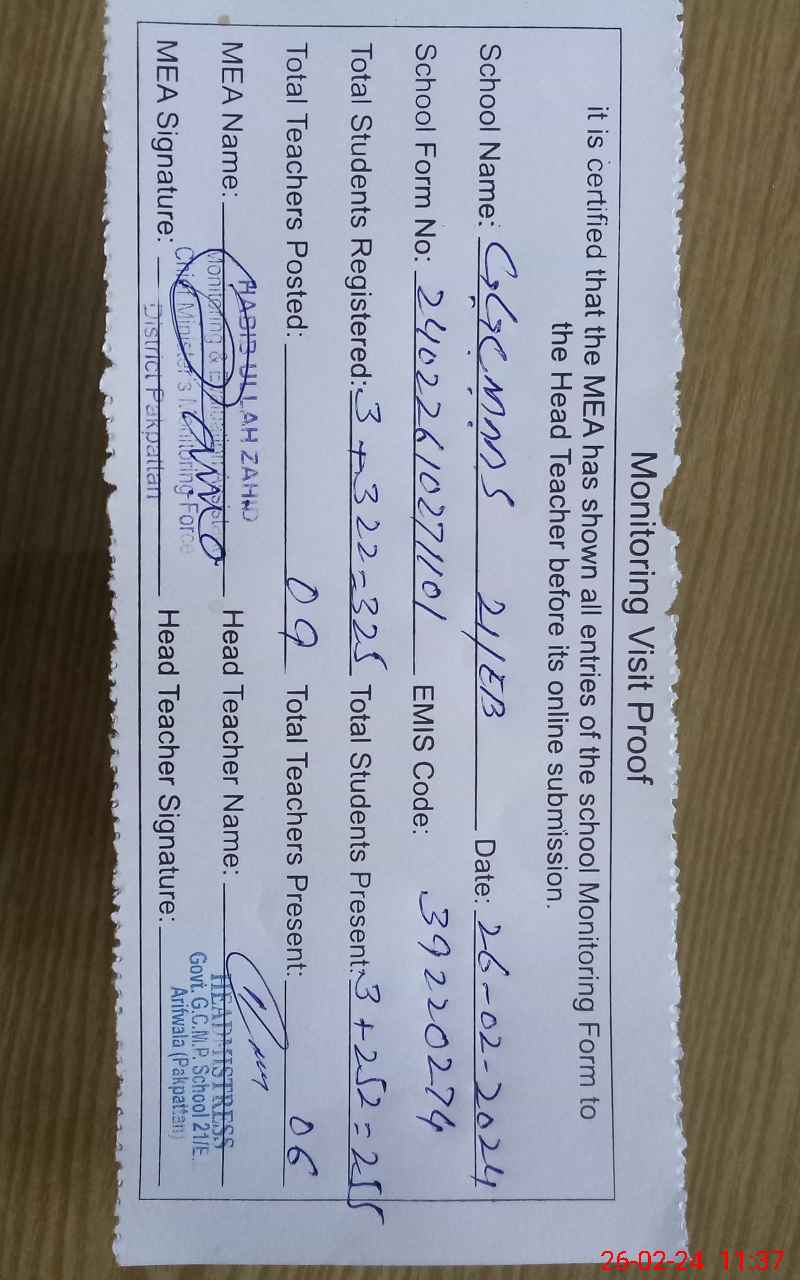 Monitoring Visit Proof
it is certified that the MEA has shown all entries of the school Monitoring Form to
the Head Teacher before its online submission.
School Name: GGCMMS 21/EB Date: 26-02-2024
School Form No: 24022610271101 EMIS Code: 39220274
Total Students Registered: 3+322=325 Total Students Present: 3+252=255
Total Teachers Posted: 09 Total Teachers Present: 06
HABIB ULLAH ZAHID
MEA Name: Head Teacher Name:
Monitoring &
Chief Minister's Monitoring Force
District Pakpattan
MEA Signature: Head Teacher Signature:
HEADMISTRESS
Govt. G.C.M.P. School 21/E
Arifwala (Pakpattan)
26-02-24 11:37